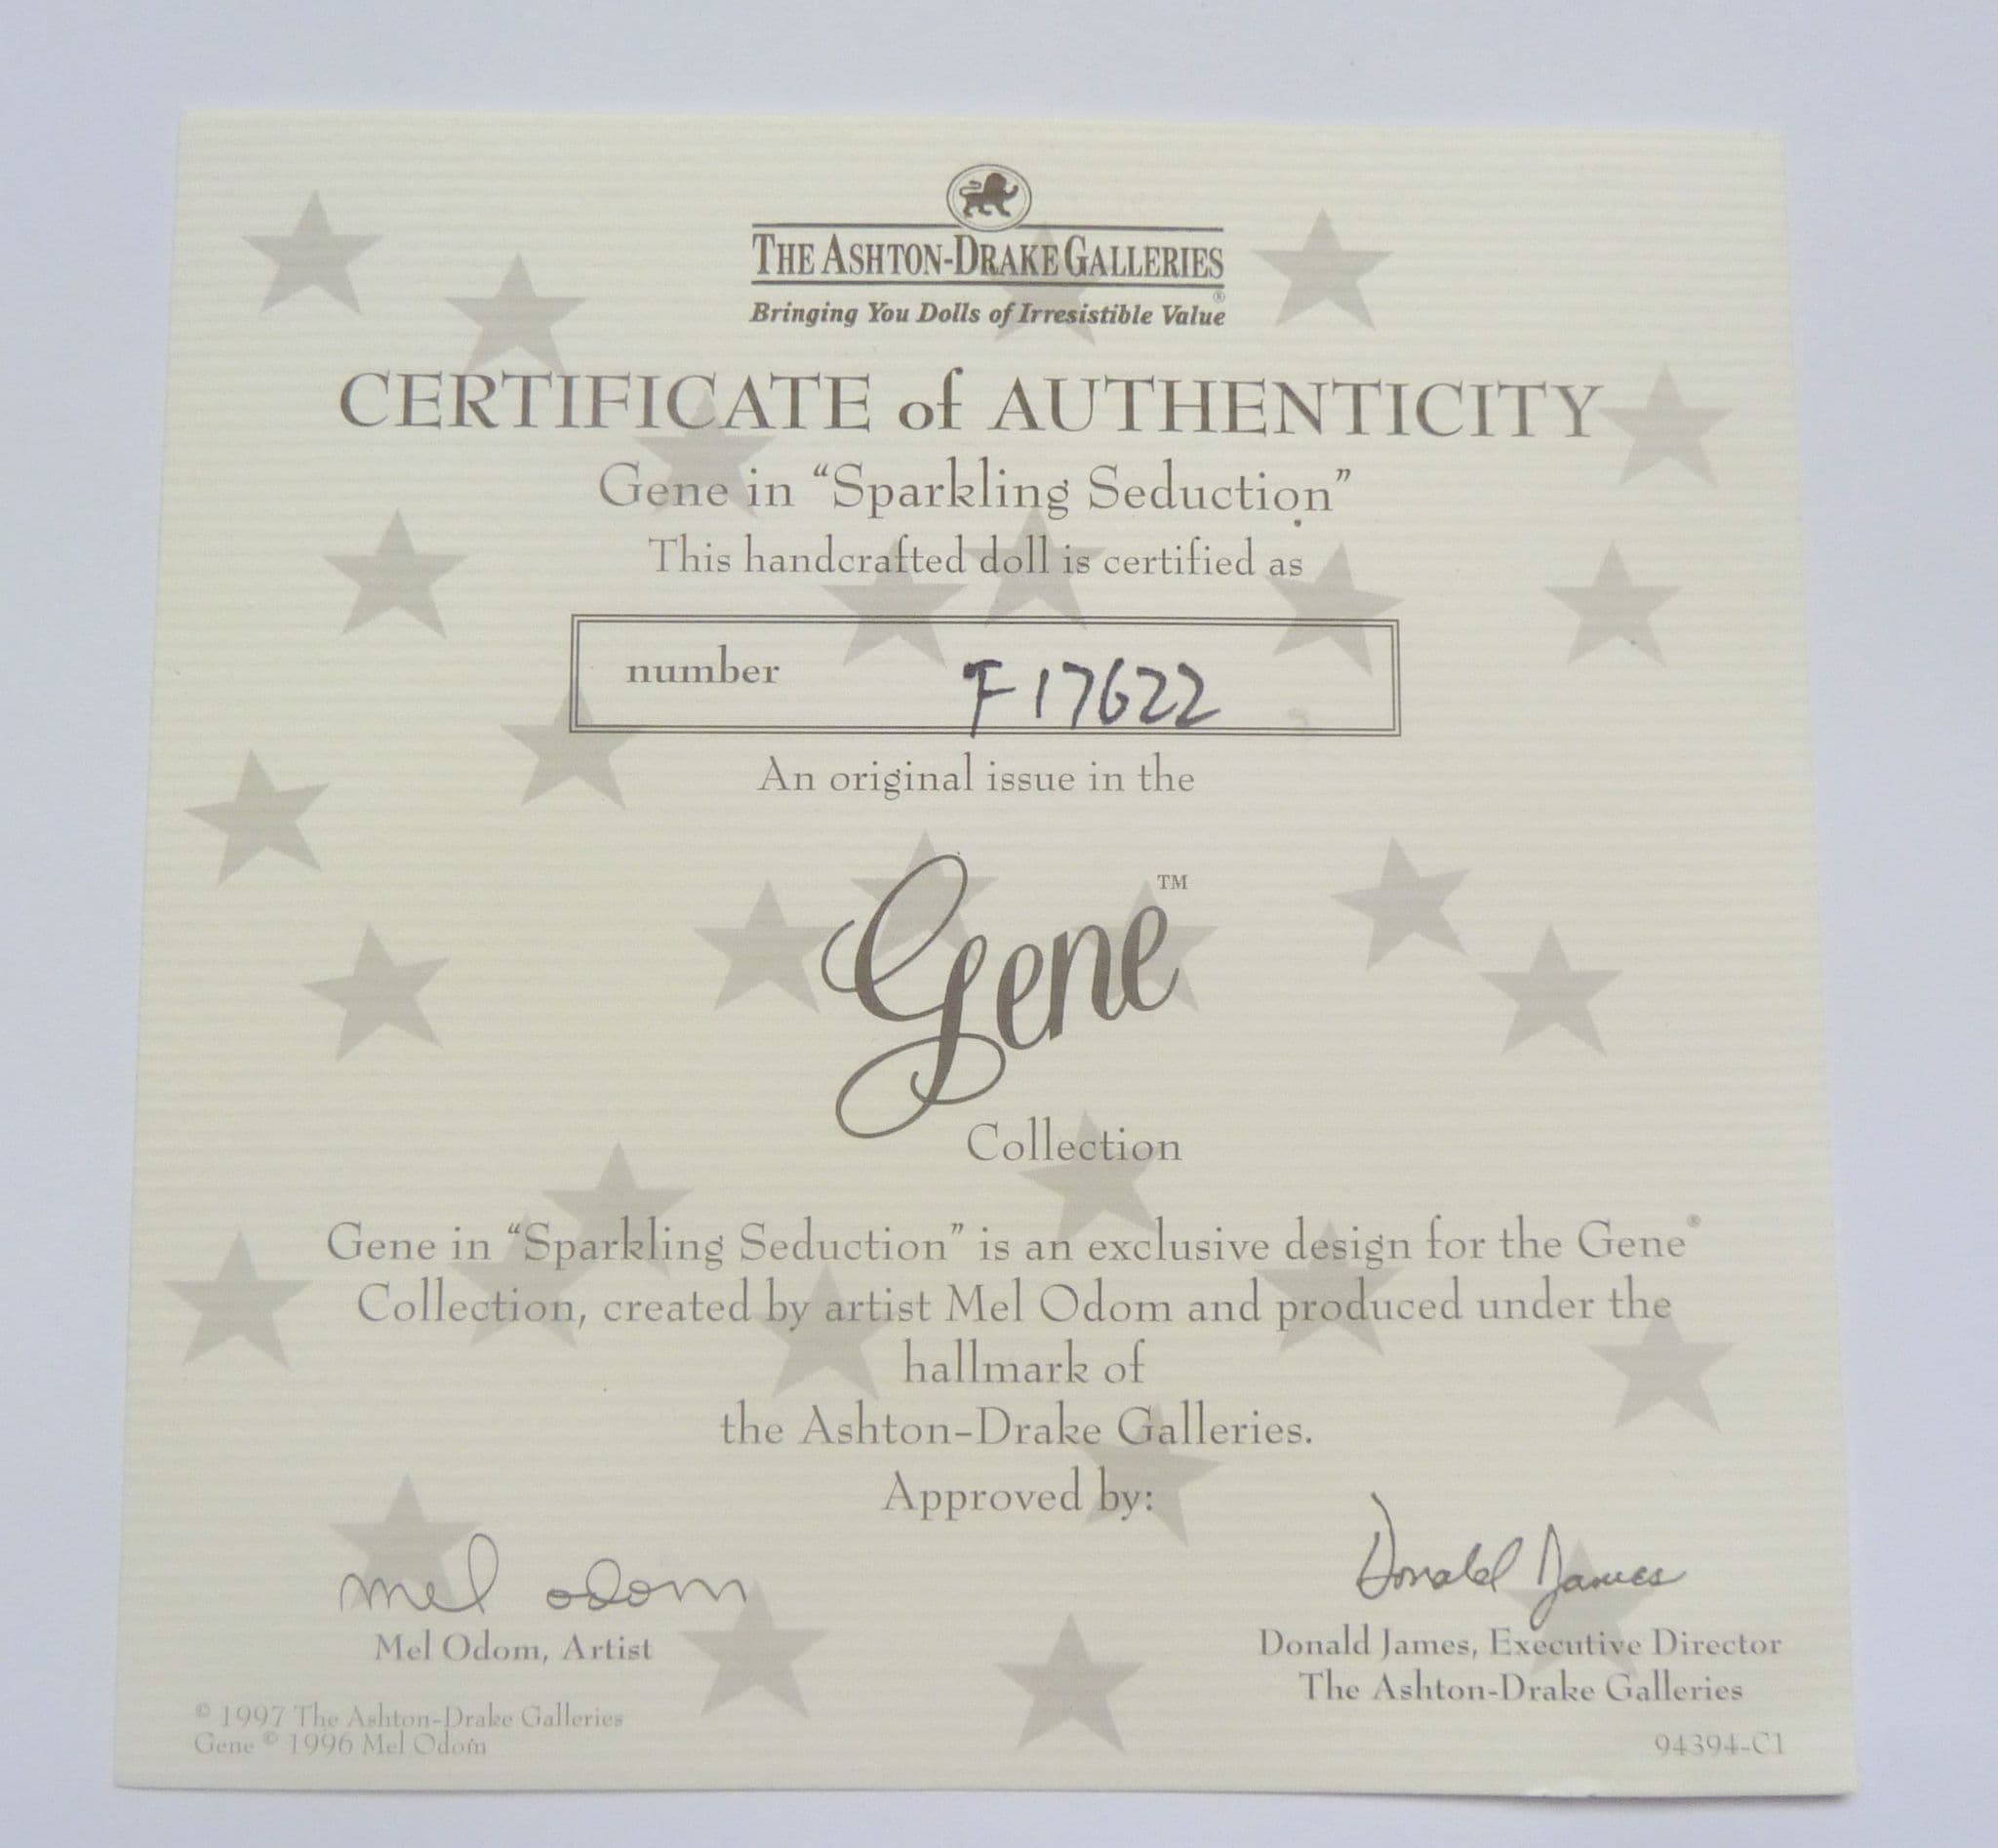 THE ASHTON-DRAKE GALLERIES
Bringing You Dolls of Irresistible Value®
CERTIFICATE of AUTHENTICITY
Gene in “Sparkling Seduction”
This handcrafted doll is certified as
number F17622
An original issue in the
Gene™
Collection
Gene in “Sparkling Seduction” is an exclusive design for the Gene®
Collection, created by artist Mel Odom and produced under the
hallmark of
the Ashton-Drake Galleries.
Approved by:
mel odom
Donald James
Mel Odom, Artist
Donald James, Executive Director
The Ashton-Drake Galleries
© 1997 The Ashton-Drake Galleries
Gene © 1996 Mel Odom
94394-C1